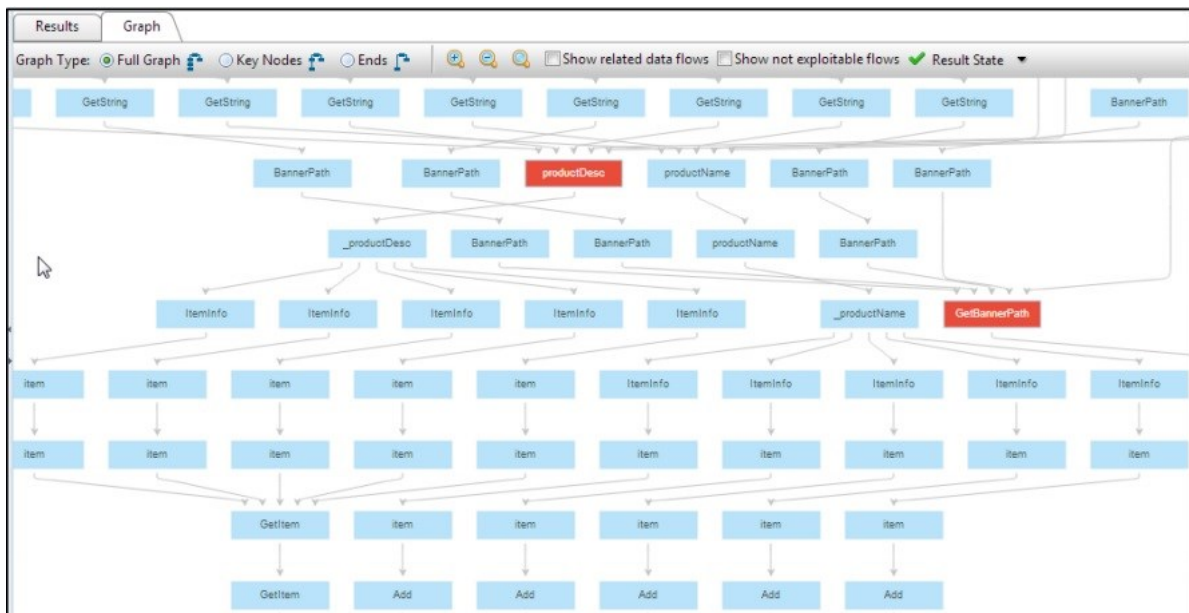 Results Graph
Graph Type: Full Graph Key Nodes Ends Show related data flows Show not exploitable flows Result State
GetString GetString GetString GetString GetString GetString GetString GetString BannerPath
BannerPath BannerPath productDesc productName BannerPath BannerPath
_productDesc BannerPath BannerPath productName BannerPath
ItemInfo ItemInfo ItemInfo ItemInfo ItemInfo _productName GetBannerPath
item item item item item ItemInfo ItemInfo ItemInfo ItemInfo ItemInfo
item item item item item item item item item item
GetItem item item item item item
GetItem Add Add Add Add Add